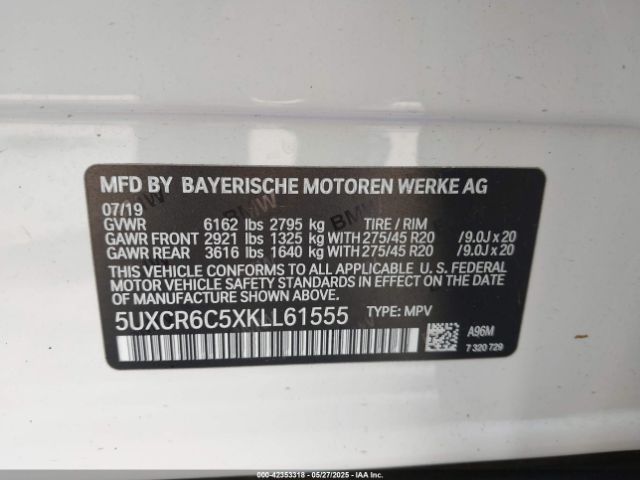 MFD BY BAYERISCHE MOTOREN WERKE AG
07/19
GVWR 6162 lbs 2795 kg TIRE / RIM
GAWR FRONT 2921 lbs 1325 kg WITH 275/45 R20 /9.0J x 20
GAWR REAR 3616 lbs 1640 kg WITH 275/45 R20 /9.0J x 20
THIS VEHICLE CONFORMS TO ALL APPLICABLE U. S. FEDERAL
MOTOR VEHICLE SAFETY STANDARDS IN EFFECT ON THE DATE
OF MANUFACTURE SHOWN ABOVE.
5UXCR6C5XKLL61555 TYPE: MPV
A96M
7 320 729
000-42353318 - 05/27/2025 - IAA, Inc.